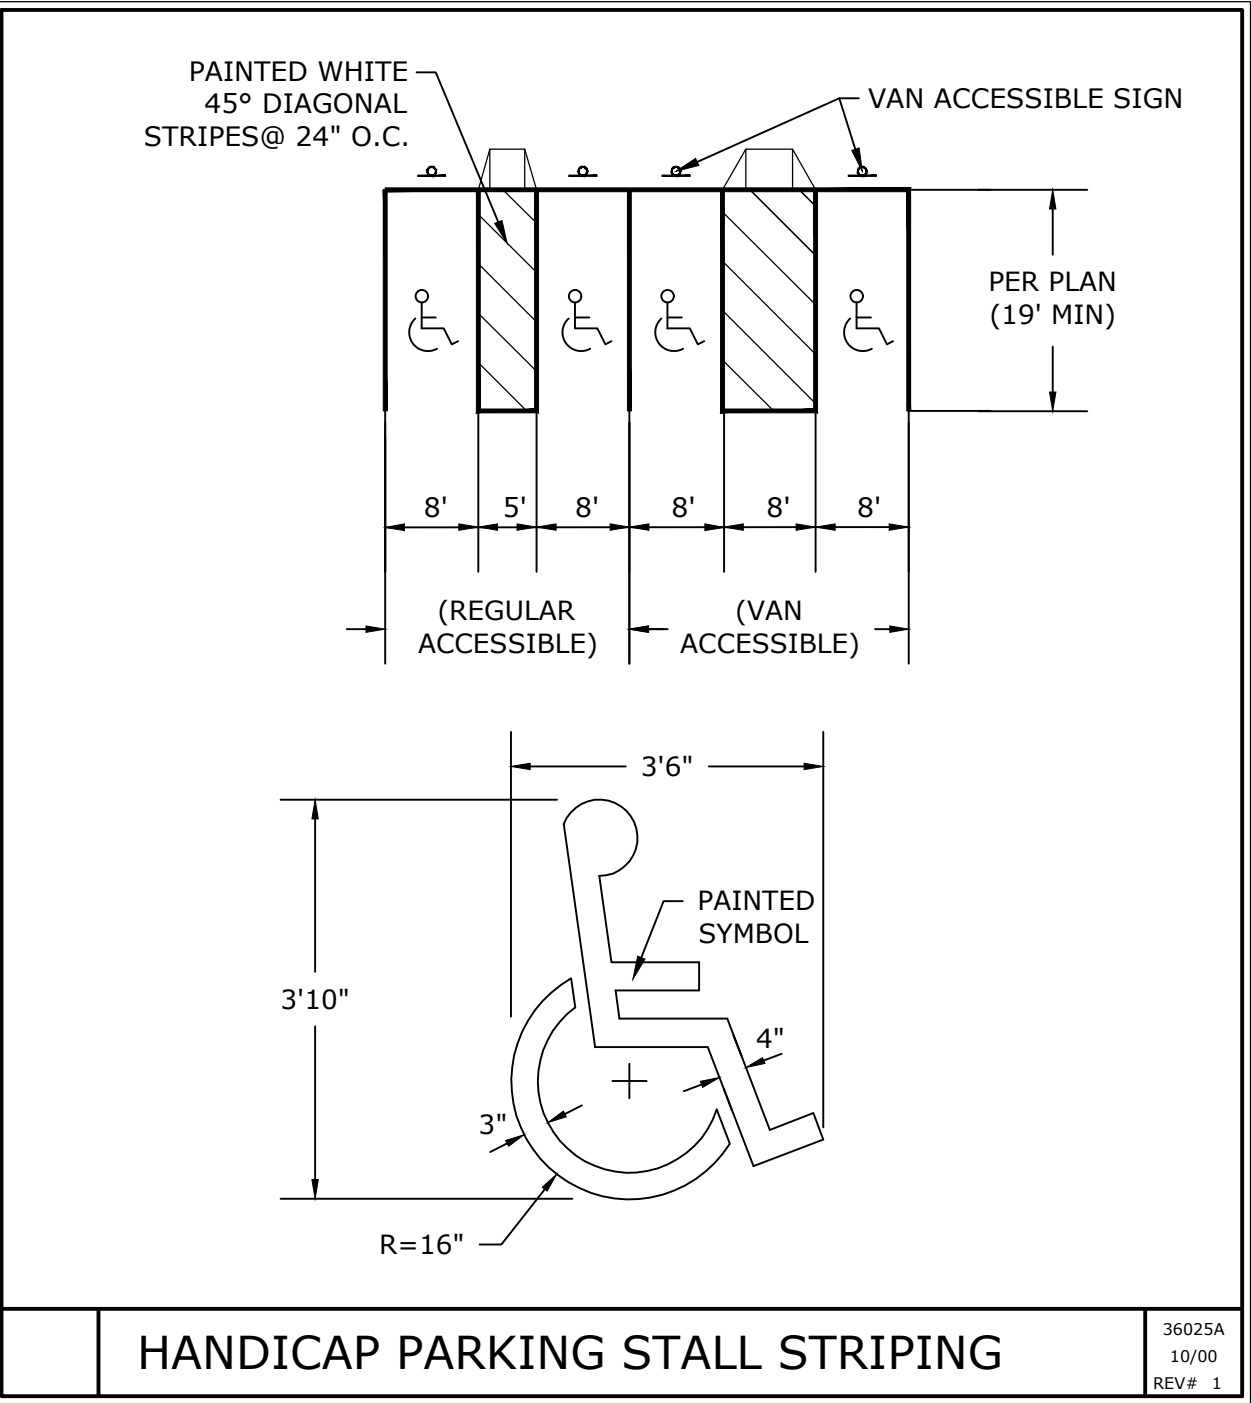 PAINTED WHITE
45° DIAGONAL
STRIPES@ 24" O.C.
VAN ACCESSIBLE SIGN
PER PLAN
(19' MIN)
8' 5' 8' 8' 8' 8'
(REGULAR
ACCESSIBLE)
(VAN
ACCESSIBLE)
3'6"
PAINTED
SYMBOL
3'10"
4"
3"
R=16"
HANDICAP PARKING STALL STRIPING
36025A
10/00
REV# 1